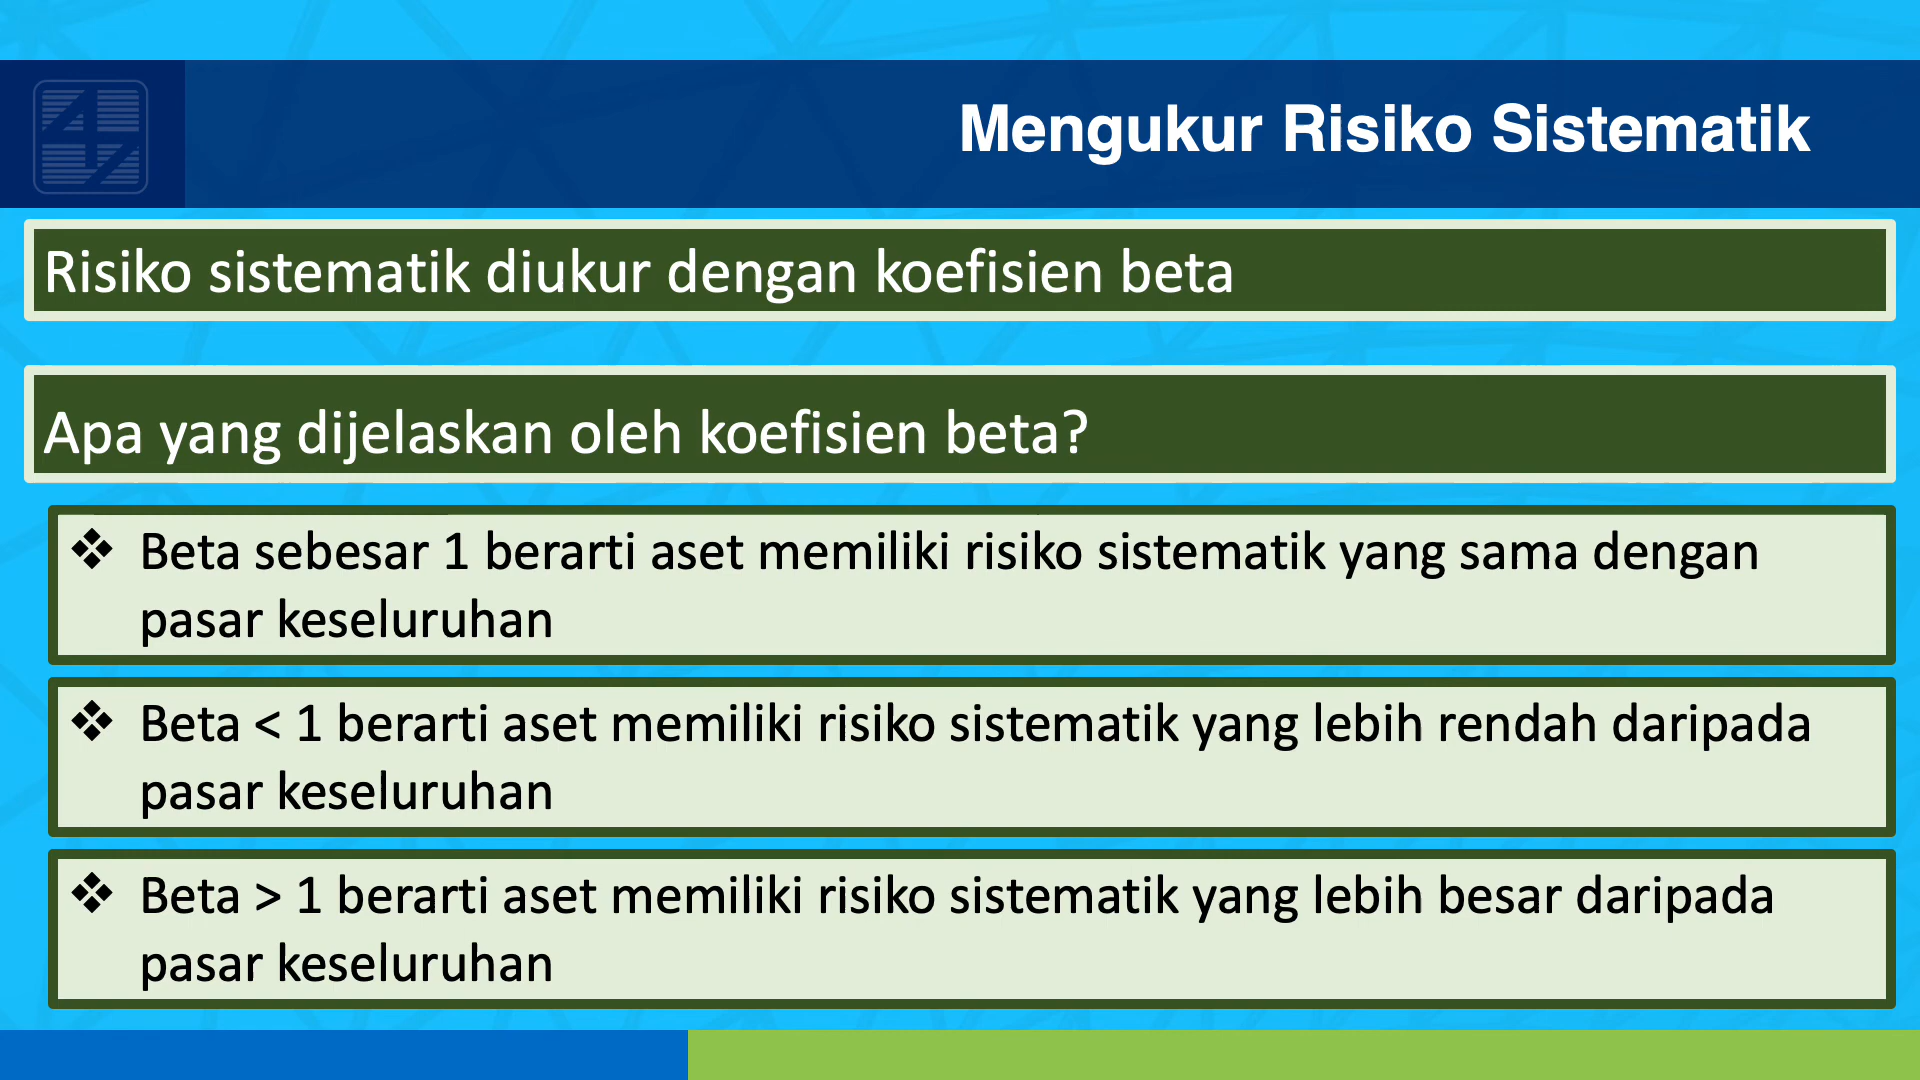 Mengukur Risiko Sistematik
Risiko sistematik diukur dengan koefisien beta
Apa yang dijelaskan oleh koefisien beta?
❖ Beta sebesar 1 berarti aset memiliki risiko sistematik yang sama dengan
pasar keseluruhan
❖ Beta < 1 berarti aset memiliki risiko sistematik yang lebih rendah daripada
pasar keseluruhan
❖ Beta > 1 berarti aset memiliki risiko sistematik yang lebih besar daripada
pasar keseluruhan